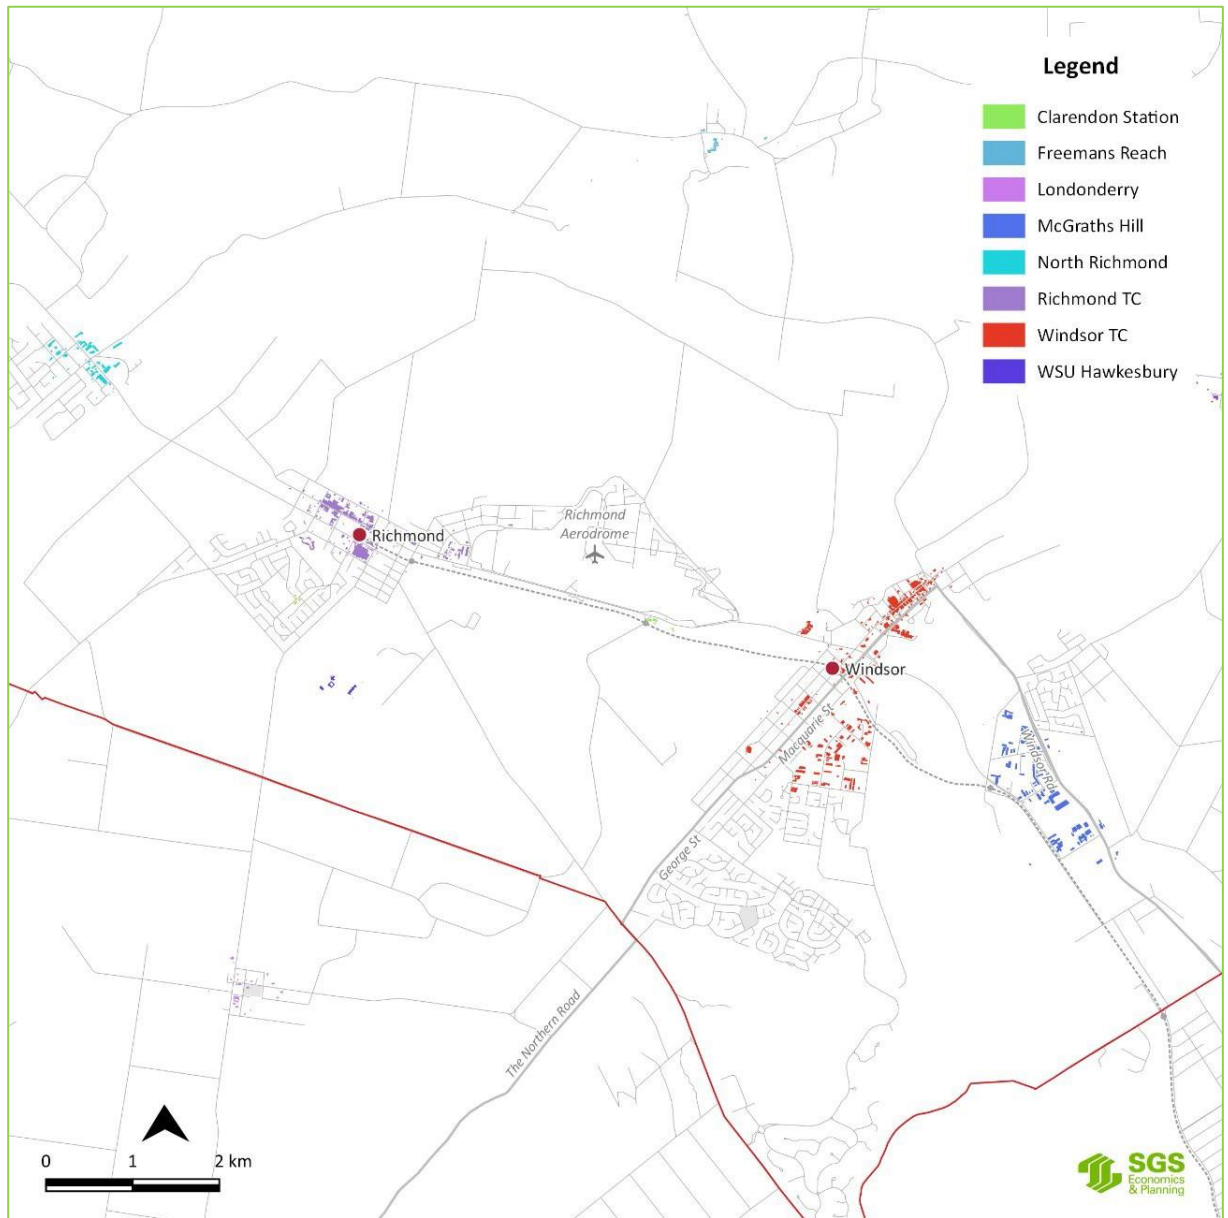 Legend
Clarendon Station
Freemans Reach
Londonderry
McGraths Hill
North Richmond
Richmond TC
Windsor TC
WSU Hawkesbury
Richmond
Aerodrome
Richmond
Windsor
Macquarie St
Windsor Rd
George St
The Northern Road
0 1 2 km
SGS
Economics
& Planning